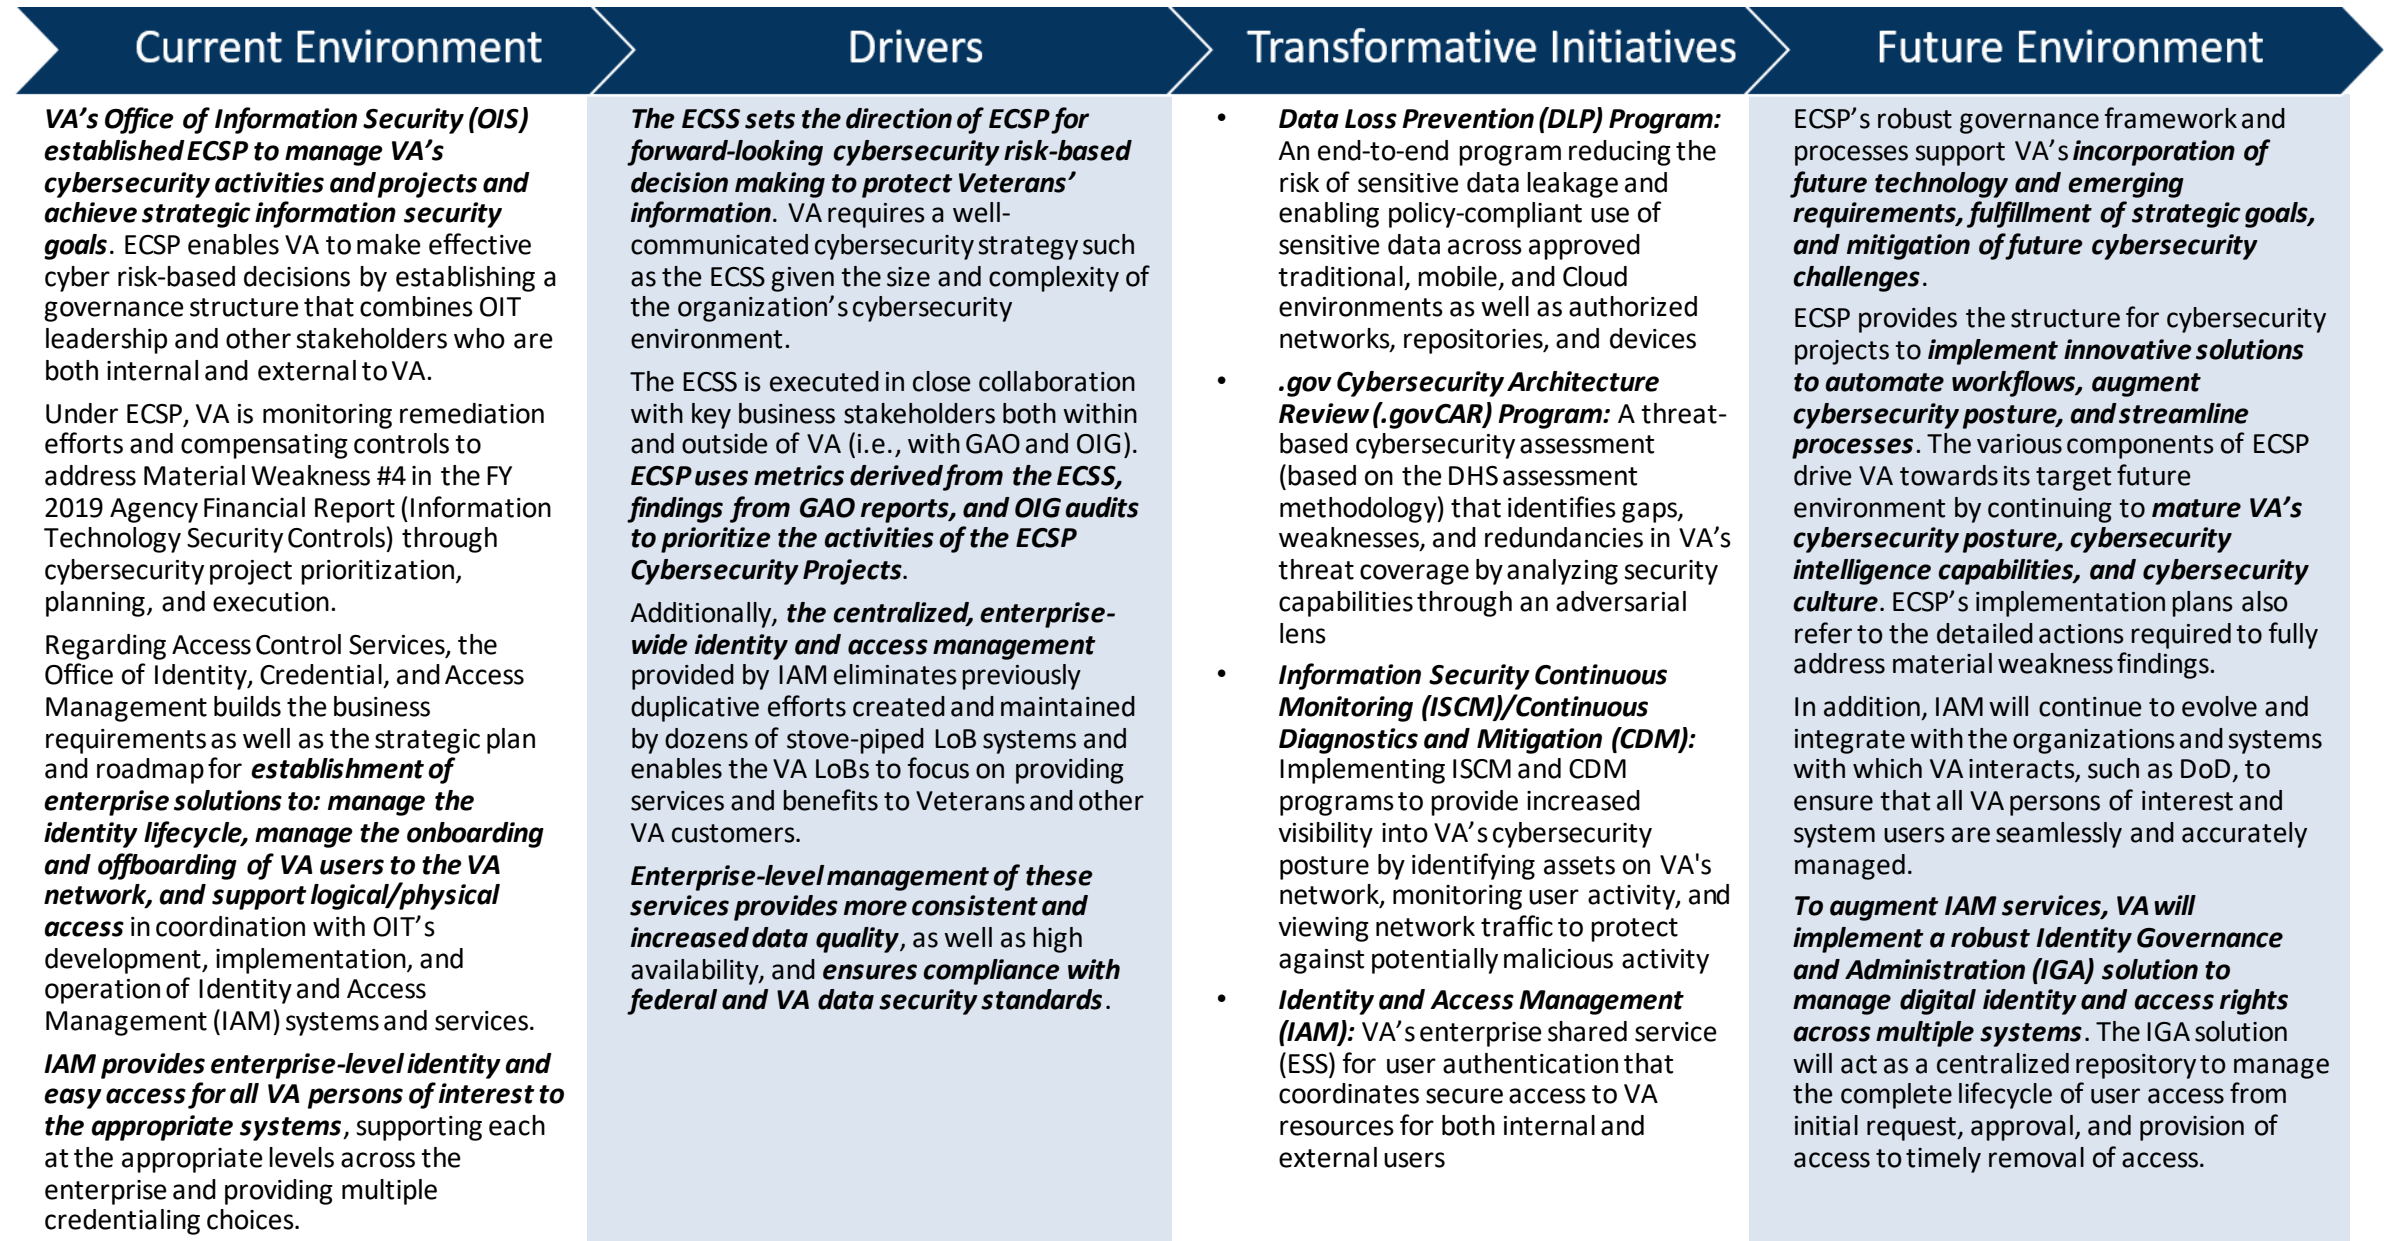 Current Environment
Drivers
Transformative Initiatives
Future Environment
VA's Office of Information Security (OIS)
established ECSP to manage VA's
cybersecurity activities and projects and
achieve strategic information security
goals. ECSP enables VA to make effective
cyber risk-based decisions by establishing a
governance structure that combines OIT
leadership and other stakeholders who are
both internal and external to VA.
Under ECSP, VA is monitoring remediation
efforts and compensating controls to
address Material Weakness #4 in the FY
2019 Agency Financial Report (Information
Technology Security Controls) through
cybersecurity project prioritization,
planning, and execution.
Regarding Access Control Services, the
Office of Identity, Credential, and Access
Management builds the business
requirements as well as the strategic plan
and roadmap for establishment of
enterprise solutions to: manage the
identity lifecycle, manage the onboarding
and offboarding of VA users to the VA
network, and support logical/physical
access in coordination with OIT's
development, implementation, and
operation of Identity and Access
Management (IAM) systems and services.
IAM provides enterprise-level identity and
easy access for all VA persons of interest to
the appropriate systems, supporting each
at the appropriate levels across the
enterprise and providing multiple
credentialing choices.
The ECSS sets the direction of ECSP for
forward-looking cybersecurity risk-based
decision making to protect Veterans'
information. VA requires a well-
communicated cybersecurity strategy such
as the ECSS given the size and complexity of
the organization's cybersecurity
environment.
The ECSS is executed in close collaboration
with key business stakeholders both within
and outside of VA (i.e., with GAO and OIG).
ECSP uses metrics derived from the ECSS,
findings from GAO reports, and OIG audits
to prioritize the activities of the ECSP
Cybersecurity Projects.
Additionally, the centralized, enterprise-
wide identity and access management
provided by IAM eliminates previously
duplicative efforts created and maintained
by dozens of stove-piped LoB systems and
enables the VA LoBs to focus on providing
services and benefits to Veterans and other
VA customers.
Enterprise-level management of these
services provides more consistent and
increased data quality, as well as high
availability, and ensures compliance with
federal and VA data security standards.
• Data Loss Prevention (DLP) Program:
An end-to-end program reducing the
risk of sensitive data leakage and
enabling policy-compliant use of
sensitive data across approved
traditional, mobile, and Cloud
environments as well as authorized
networks, repositories, and devices
• .gov Cybersecurity Architecture
Review (.govCAR) Program: A threat-
based cybersecurity assessment
(based on the DHS assessment
methodology) that identifies gaps,
weaknesses, and redundancies in VA's
threat coverage by analyzing security
capabilities through an adversarial
lens
• Information Security Continuous
Monitoring (ISCM)/Continuous
Diagnostics and Mitigation (CDM):
Implementing ISCM and CDM
programs to provide increased
visibility into VA's cybersecurity
posture by identifying assets on VA's
network, monitoring user activity, and
viewing network traffic to protect
against potentially malicious activity
• Identity and Access Management
(IAM): VA's enterprise shared service
(ESS) for user authentication that
coordinates secure access to VA
resources for both internal and
external users
ECSP's robust governance framework and
processes support VA's incorporation of
future technology and emerging
requirements, fulfillment of strategic goals,
and mitigation of future cybersecurity
challenges.
ECSP provides the structure for cybersecurity
projects to implement innovative solutions
to automate workflows, augment
cybersecurity posture, and streamline
processes. The various components of ECSP
drive VA towards its target future
environment by continuing to mature VA's
cybersecurity posture, cybersecurity
intelligence capabilities, and cybersecurity
culture. ECSP's implementation plans also
refer to the detailed actions required to fully
address material weakness findings.
In addition, IAM will continue to evolve and
integrate with the organizations and systems
with which VA interacts, such as DoD, to
ensure that all VA persons of interest and
system users are seamlessly and accurately
managed.
To augment IAM services, VA will
implement a robust Identity Governance
and Administration (IGA) solution to
manage digital identity and access rights
across multiple systems. The IGA solution
will act as a centralized repository to manage
the complete lifecycle of user access from
initial request, approval, and provision of
access to timely removal of access.